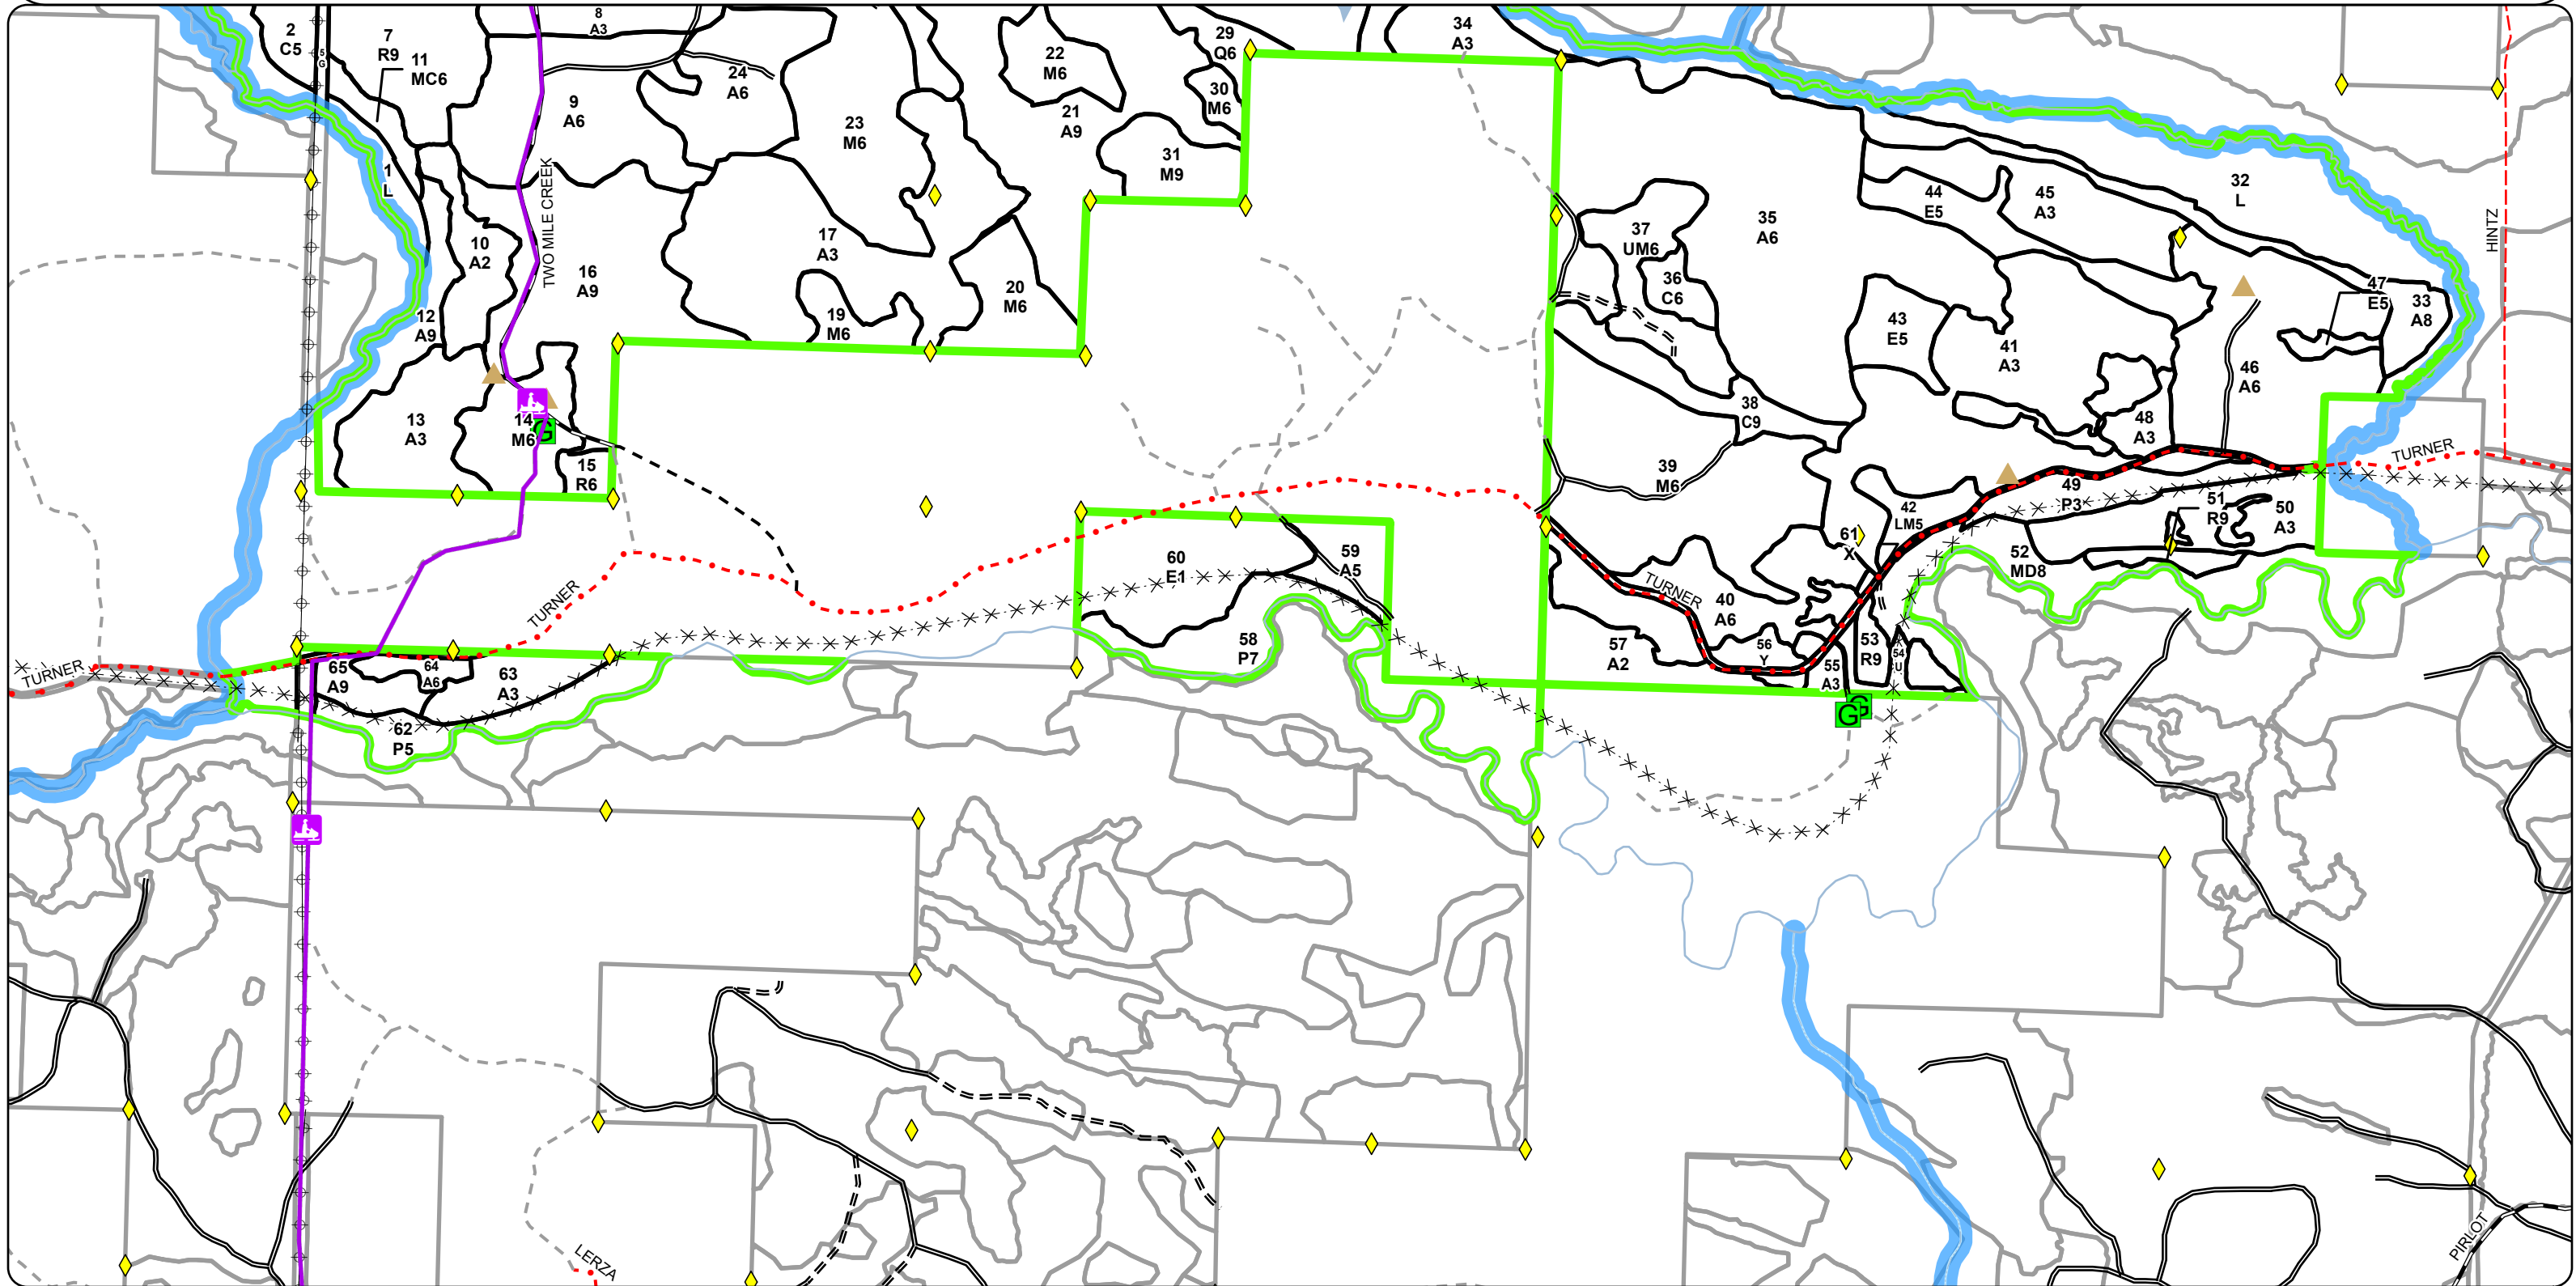 2
C5
5
G
7
R9
11
MC6
8
A3
24
A6
9
A6
23
M6
22
M6
21
A9
29
Q6
30
M6
31
M9
34
A3
1
L
TWO MILE CREEK
10
A2
16
A9
12
A9
17
A3
19
M6
20
M6
13
A3
14
M6
G
15
R6
37
UM6
36
C6
35
A6
44
E5
45
A3
32
L
HINTZ
47
E5
33
A8
43
E5
41
A3
46
A6
38
C9
48
A3
39
M6
TURNER
49
P3
42
LM5
51
R9
50
A3
61
X
52
MD8
60
E1
59
A5
TURNER
TURNER
40
A6
58
P7
57
A2
56
Y
55
A3
53
R9
54
U
G
G
TURNER
65
A9
64
A6
63
A3
62
P5
LERZA
PIRLOT